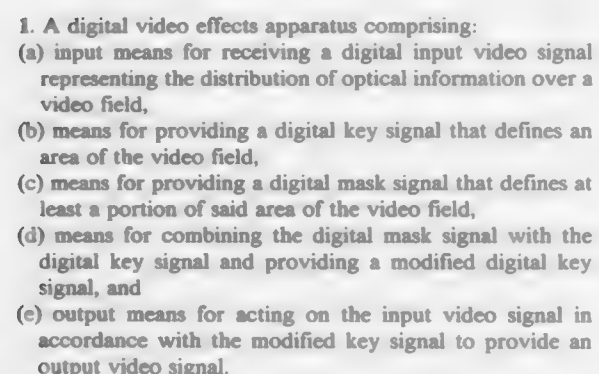 1. A digital video effects apparatus comprising:
(a) input means for receiving a digital input video signal
representing the distribution of optical information over a
video field,
(b) means for providing a digital key signal that defines an
area of the video field,
(c) means for providing a digital mask signal that defines at
least a portion of said area of the video field,
(d) means for combining the digital mask signal with the
digital key signal and providing a modified digital key
signal, and
(e) output means for acting on the input video signal in
accordance with the modified key signal to provide an
output video signal.